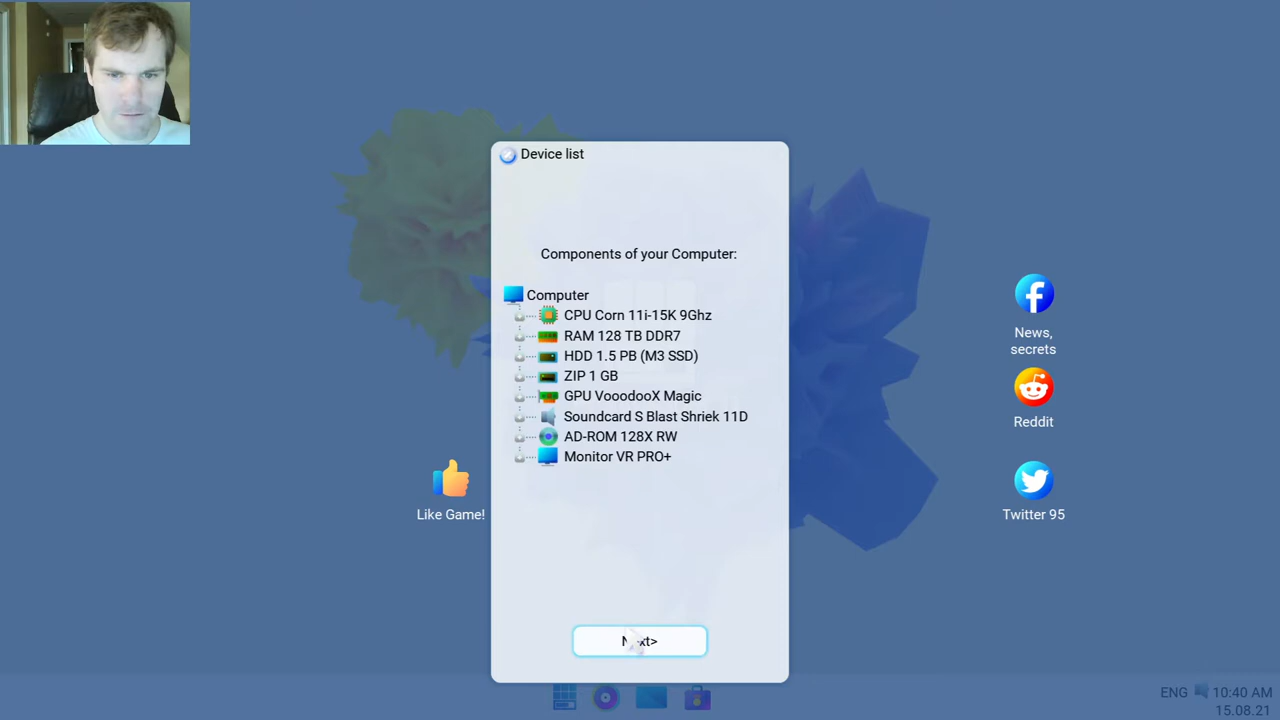 Device list
Components of your Computer:
Computer
CPU Corn 11i-15K 9Ghz
RAM 128 TB DDR7
HDD 1.5 PB (M3 SSD)
ZIP 1 GB
GPU VooodooX Magic
Soundcard S Blast Shriek 11D
AD-ROM 128X RW
Monitor VR PRO+
Next>
Like Game!
News,
secrets
Reddit
Twitter 95
ENG
10:40 AM
15.08.21